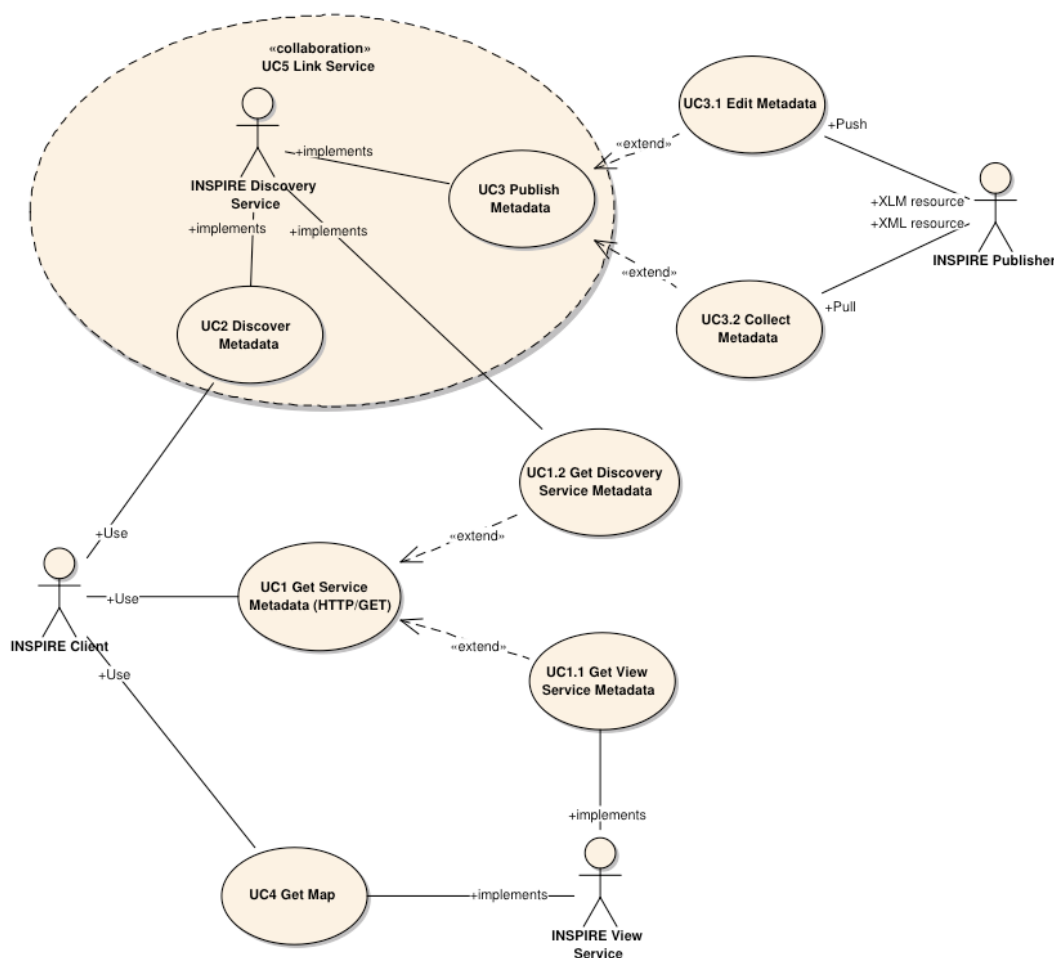 «collaboration»
UC5 Link Service
UC3.1 Edit Metadata
+Push
«extend»
+implements
INSPIRE Discovery
Service
UC3 Publish
Metadata
+XLM resource
+XML resource
INSPIRE Publisher
+implements
+implements
«extend»
+Pull
UC2 Discover
Metadata
UC3.2 Collect
Metadata
UC1.2 Get Discovery
Service Metadata
+Use
«extend»
UC1 Get Service
Metadata (HTTP/GET)
+Use
INSPIRE Client
«extend»
+Use
UC1.1 Get View
Service Metadata
+implements
UC4 Get Map
+implements
INSPIRE View
Service